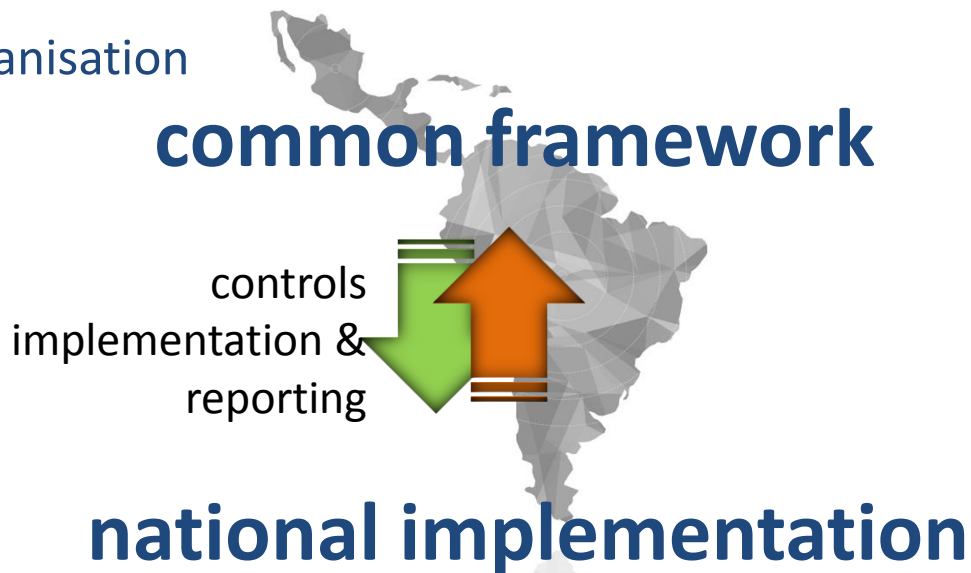 anisation
common framework
controls
implementation &
reporting
national implementation